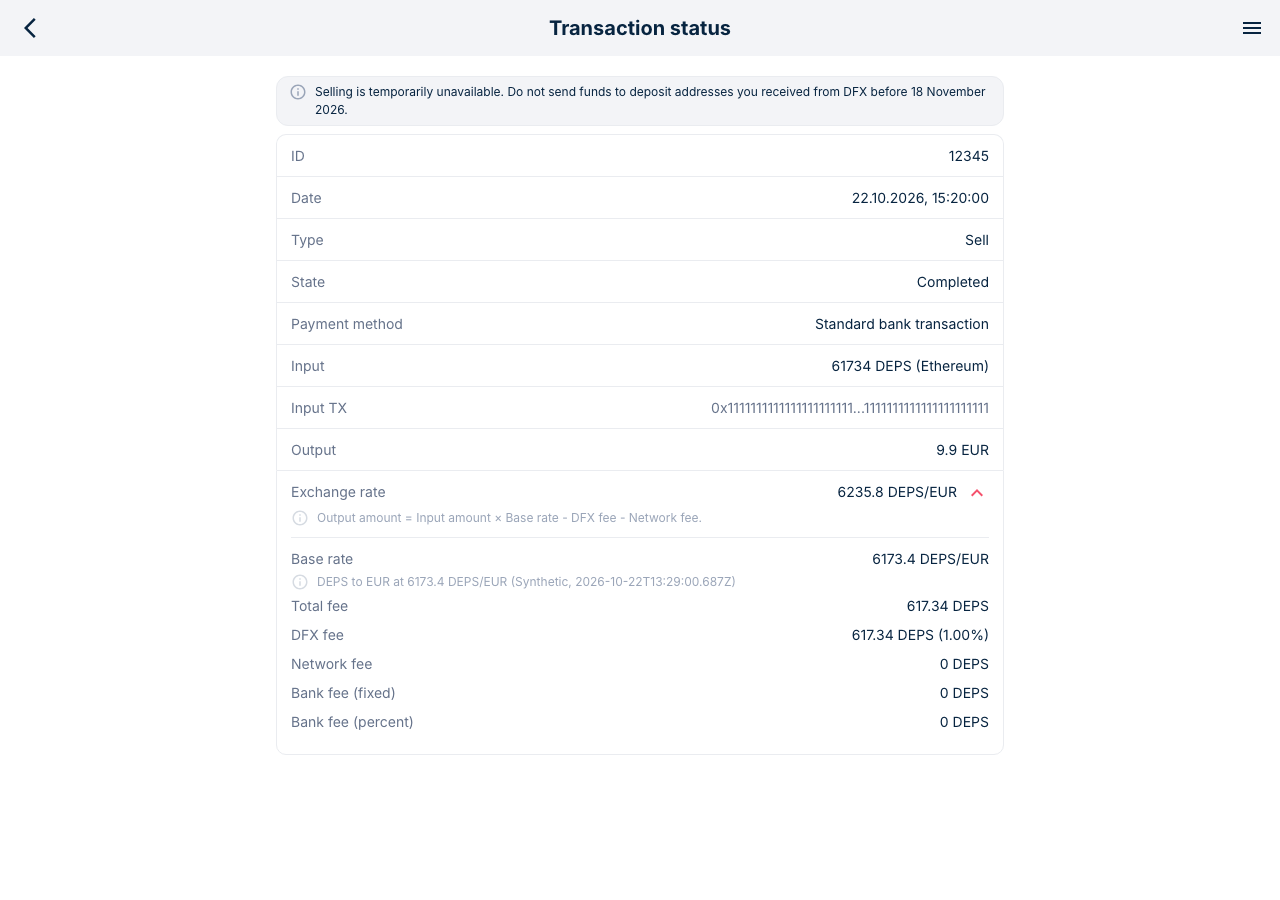 Transaction status
Selling is temporarily unavailable. Do not send funds to deposit addresses you received from DFX before 18 November
2026.
ID 12345
Date 22.10.2026, 15:20:00
Type Sell
State Completed
Payment method Standard bank transaction
Input 61734 DEPS (Ethereum)
Input TX 0x1111111111111111111111...1111111111111111111111
Output 9.9 EUR
Exchange rate 6235.8 DEPS/EUR
Output amount = Input amount × Base rate - DFX fee - Network fee.
Base rate 6173.4 DEPS/EUR
DEPS to EUR at 6173.4 DEPS/EUR (Synthetic, 2026-10-22T13:29:00.687Z)
Total fee 617.34 DEPS
DFX fee 617.34 DEPS (1.00%)
Network fee 0 DEPS
Bank fee (fixed) 0 DEPS
Bank fee (percent) 0 DEPS